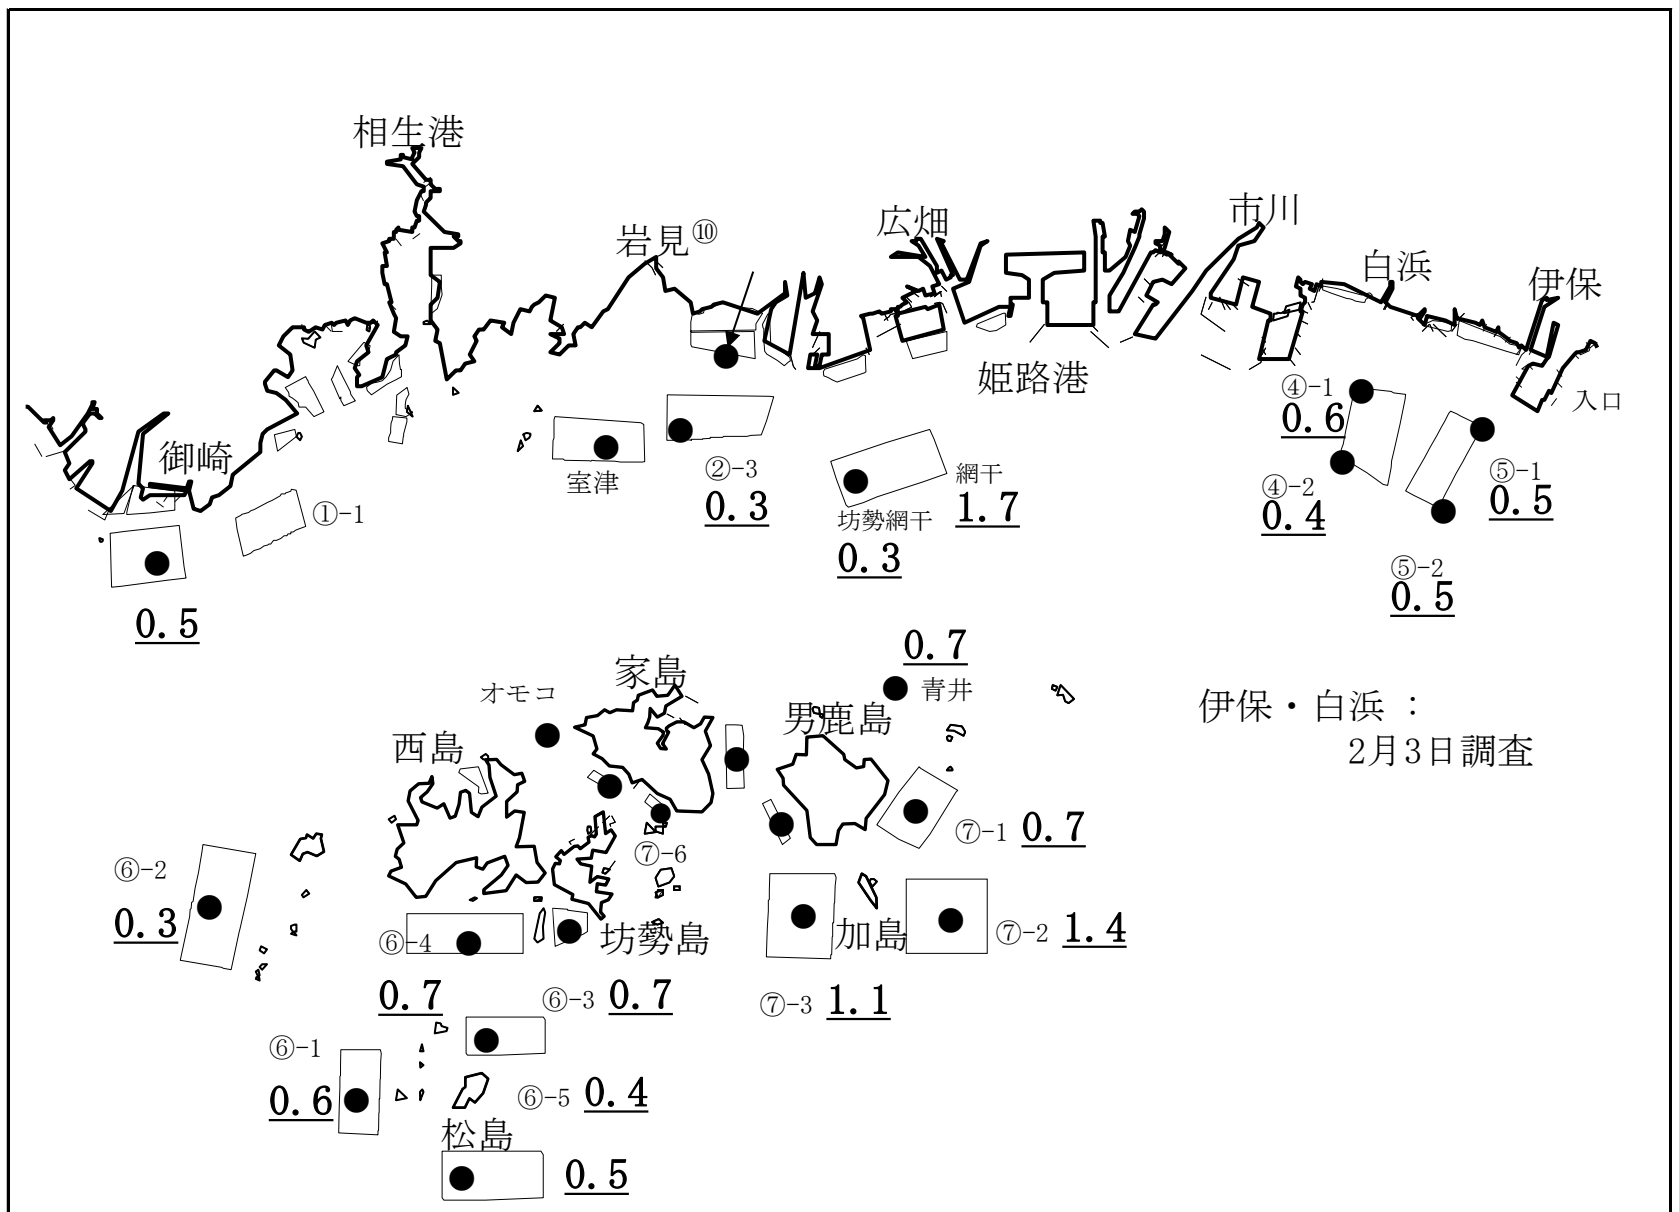 相生港
市川
広畑
岩見⑩
白浜
伊保
姫路港
④-1
0.6
入口
御崎
室津
②-3
0.3
網干
1.7
⑤-1
0.5
④-2
0.4
①-1
坊勢網干
0.3
⑤-2
0.5
0.5
0.7
青井
家島
オモコ
男鹿島
西島
伊保・白浜 :
2月3日調査
⑦-1 0.7
⑦-6
⑥-2
0.3
⑥-4
坊勢島
加島
⑦-2 1.4
0.7
⑥-3 0.7
⑦-3 1.1
⑥-1
0.6
⑥-5 0.4
松島
0.5